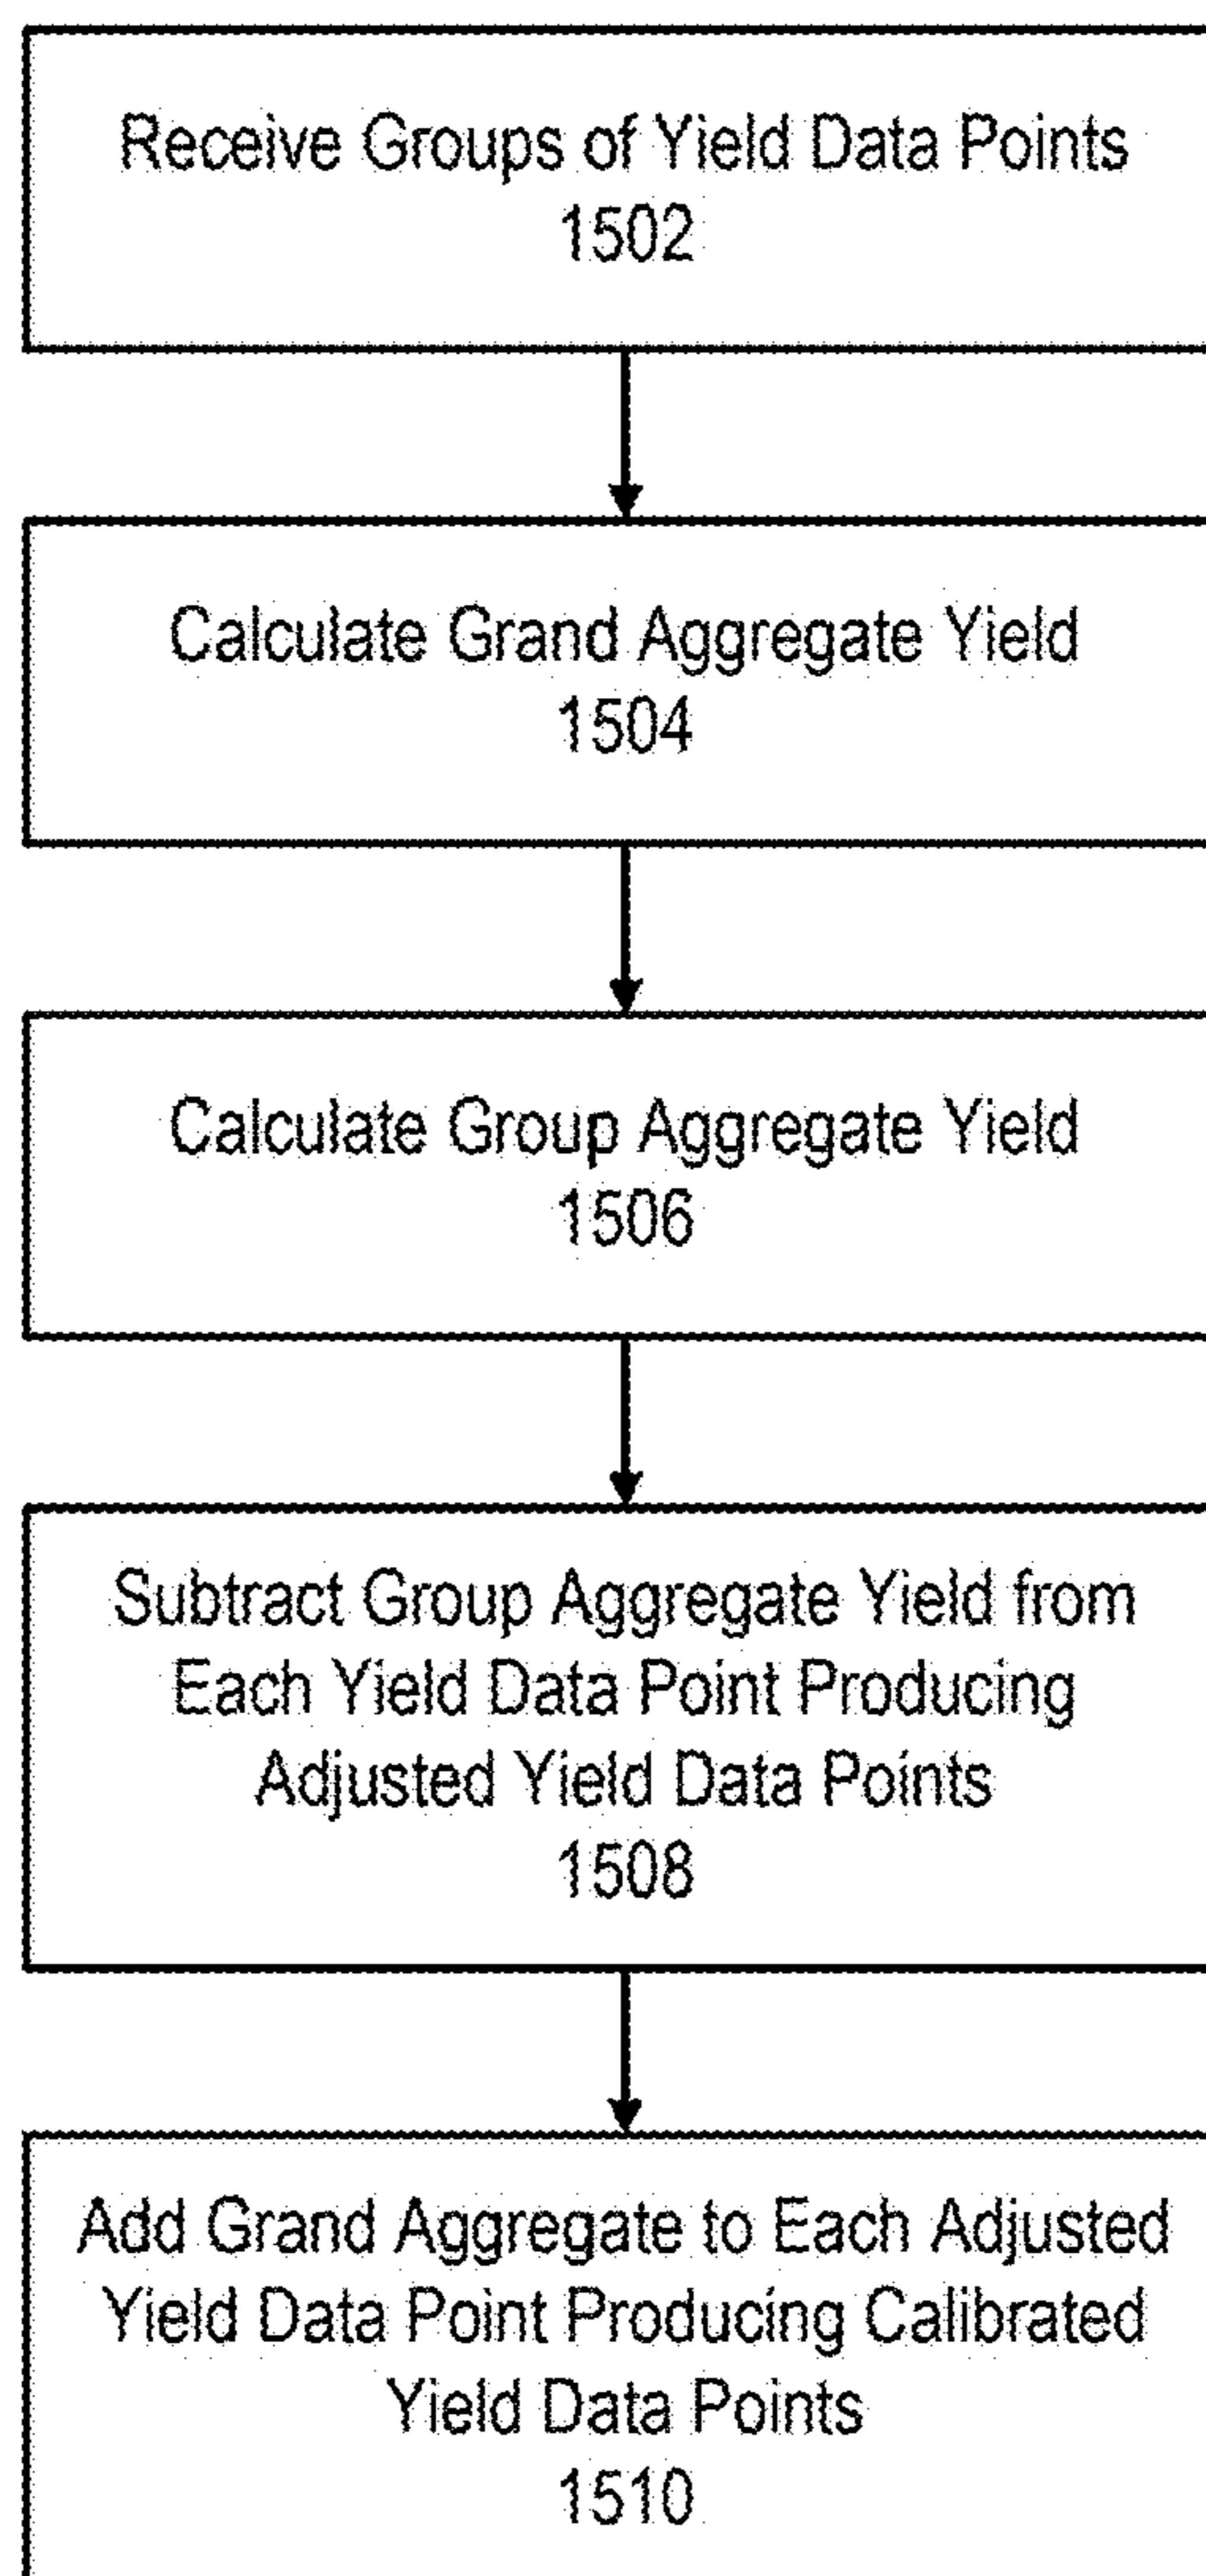 Receive Groups of Yield Data Points
1502
Calculate Grand Aggregate Yield
1504
Calculate Group Aggregate Yield
1506
Subtract Group Aggregate Yield from
Each Yield Data Point Producing
Adjusted Yield Data Points
1508
Add Grand Aggregate to Each Adjusted
Yield Data Point Producing Calibrated
Yield Data Points
1510